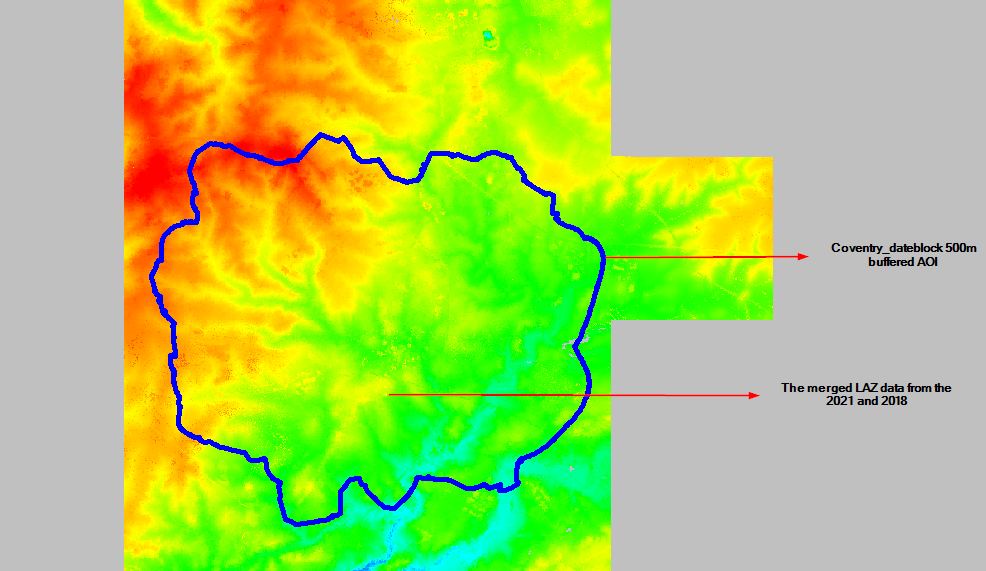 Coventry_dateblock 500m
buffered AOI
The merged LAZ data from the
2021 and 2018